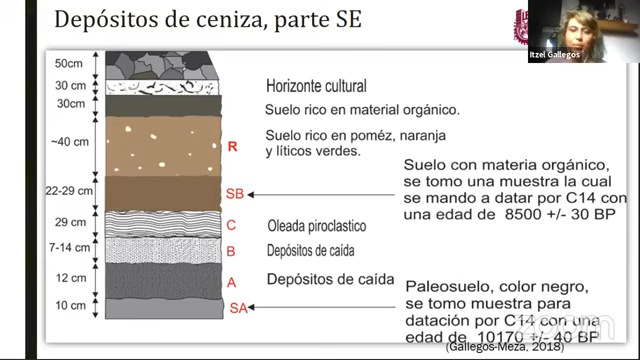 Depósitos de ceniza, parte SE
Itzel Gallegos
50cm
30 cm
Horizonte cultural
30cm
Suelo rico en material orgánico.
~40 cm
R
Suelo rico en poméz, naranja
y líticos verdes.
22-29 cm
SB
Suelo con materia orgánico,
se tomo una muestra la cual
se mando a datar por C14 con
una edad de 8500 +/- 30 BP
29 cm
C
Oleada piroclastico
7-14 cm
B
Depósitos de caída
12 cm
A
Depósitos de caída
10 cm
SA
Paleosuelo, color negro,
se tomo muestra para
datación por C14 con una
edad de 10170 +/- 40 BP
(Gallegos-Meza, 2018)
zoom